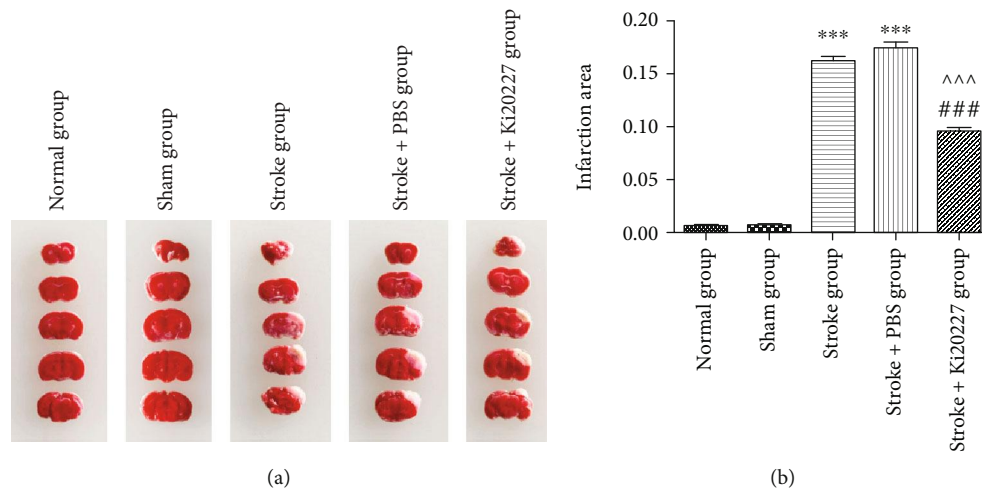 Normal group
Sham group
Stroke group
Stroke + PBS group
Stroke + Ki20227 group
(a)
Infarction area
0.20
0.15
0.10
0.05
0.00
***
***
^^^
###
Normal group
Sham group
Stroke group
Stroke + PBS group
Stroke + Ki20227 group
(b)